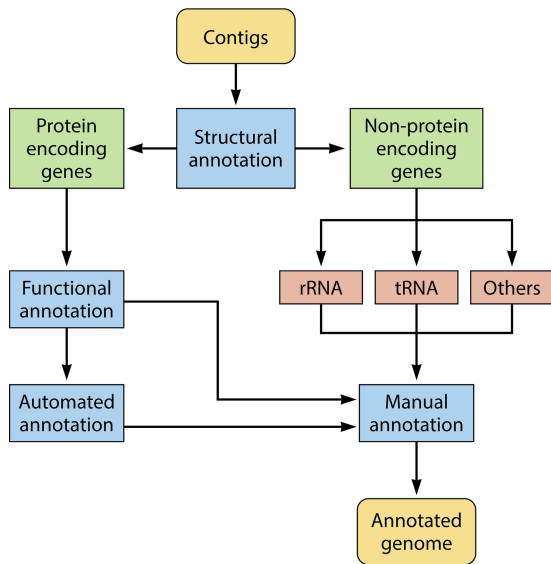 Contigs
Protein
encoding
genes
Structural
annotation
Non-protein
encoding
genes
rRNA
tRNA
Others
Functional
annotation
Automated
annotation
Manual
annotation
Annotated
genome